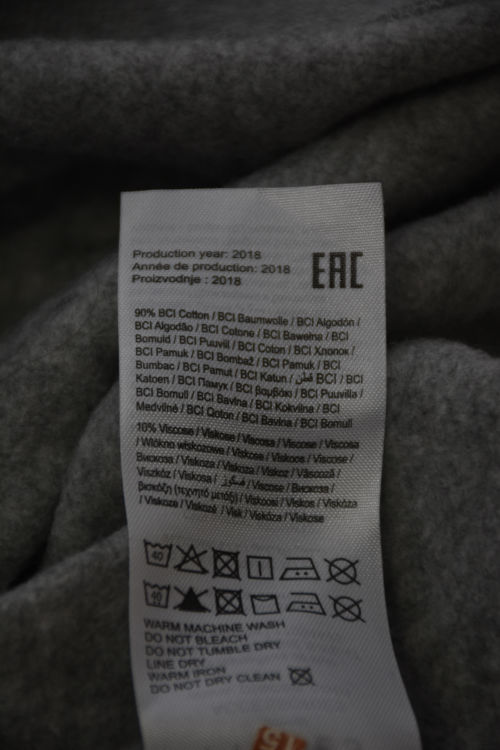 Production year: 2018
Année de production: 2018
Proizvodnje : 2018
EAC
90% BCI Cotton / BCI Baumwolle / BCI Algodón /
BCI Algodão / BCI Cotone / BCI Bawełna / BCI
Bomuld / BCI Puuvill / BCI Coton / BCI Хлопок /
BCI Pamuk / BCI Bombaž / BCI Pamuk / BCI
Bumbac / BCI Pamut / BCI Katun / قطن BCI / BCI
Katoen / BCI Памук / BCI βαμβάκι / BCI Puuvilla /
BCI Bomull / BCI Bavlna / BCI Kokvilna / BCI
Medvilnė / BCI Qoton / BCI Bavlna / BCI Bomull
10% Viscose / Viskose / Viscosa / Viscose / Viscosa
/ Włókno wiskozowe / Viskose / Viskoos / Viscose /
Вискоза / Viskoza / Viskoza / Viskoz / Vâscoză /
Viszkóz / Viskosa / فسكوز / Viscose / Вискоза /
βισκόζη (τεχνητό μετάξι) / Viskoosi / Viskos / Viskóza
/ Viskoze / Viskozė / Visk / Viskóza / Viskose
40
40
WARM MACHINE WASH
DO NOT BLEACH
DO NOT TUMBLE DRY
LINE DRY
WARM IRON
DO NOT DRY CLEAN